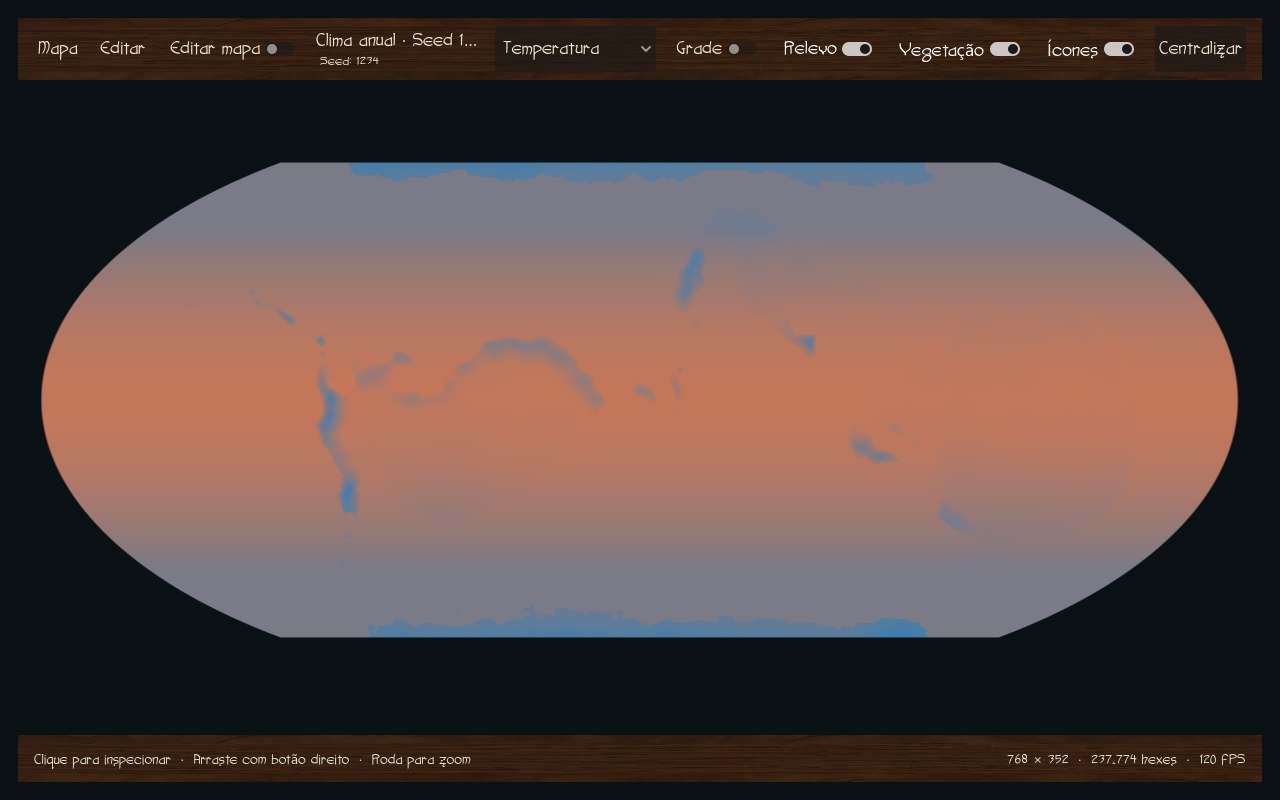 Mapa
Editar
Editar mapa
Clima anual · Seed 1...
Seed: 1234
Temperatura
Grade
Relevo
Vegetação
Ícones
Centralizar
Clique para inspecionar · Arraste com botão direito · Roda para zoom
768 × 352 · 237.774 hexes · 120 FPS